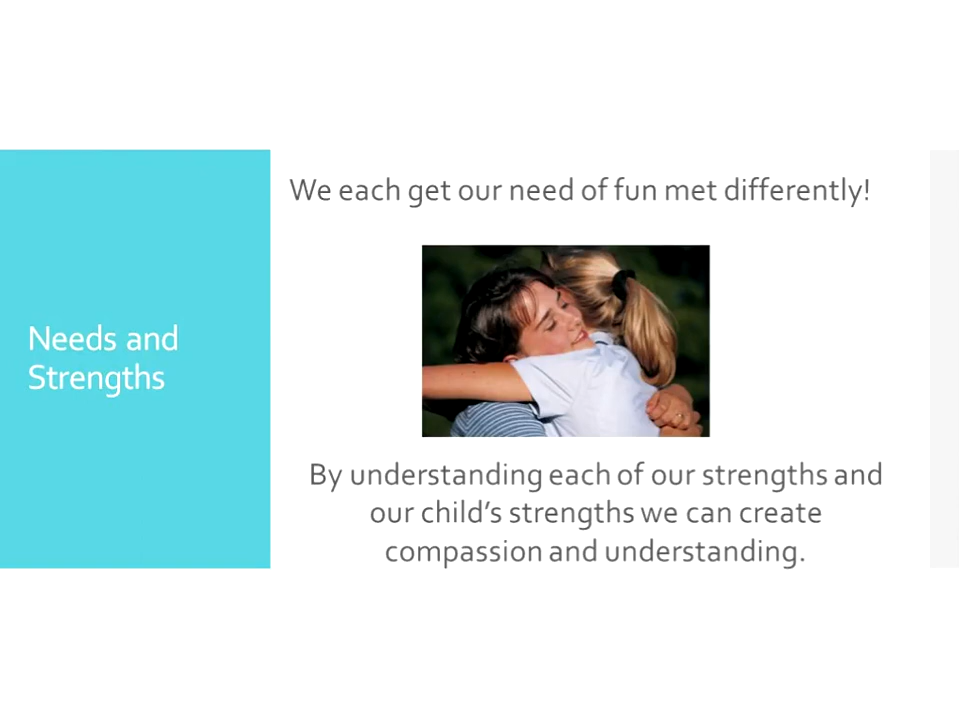 We each get our need of fun met differently!
Needs and
Strengths
By understanding each of our strengths and
our child's strengths we can create
compassion and understanding.